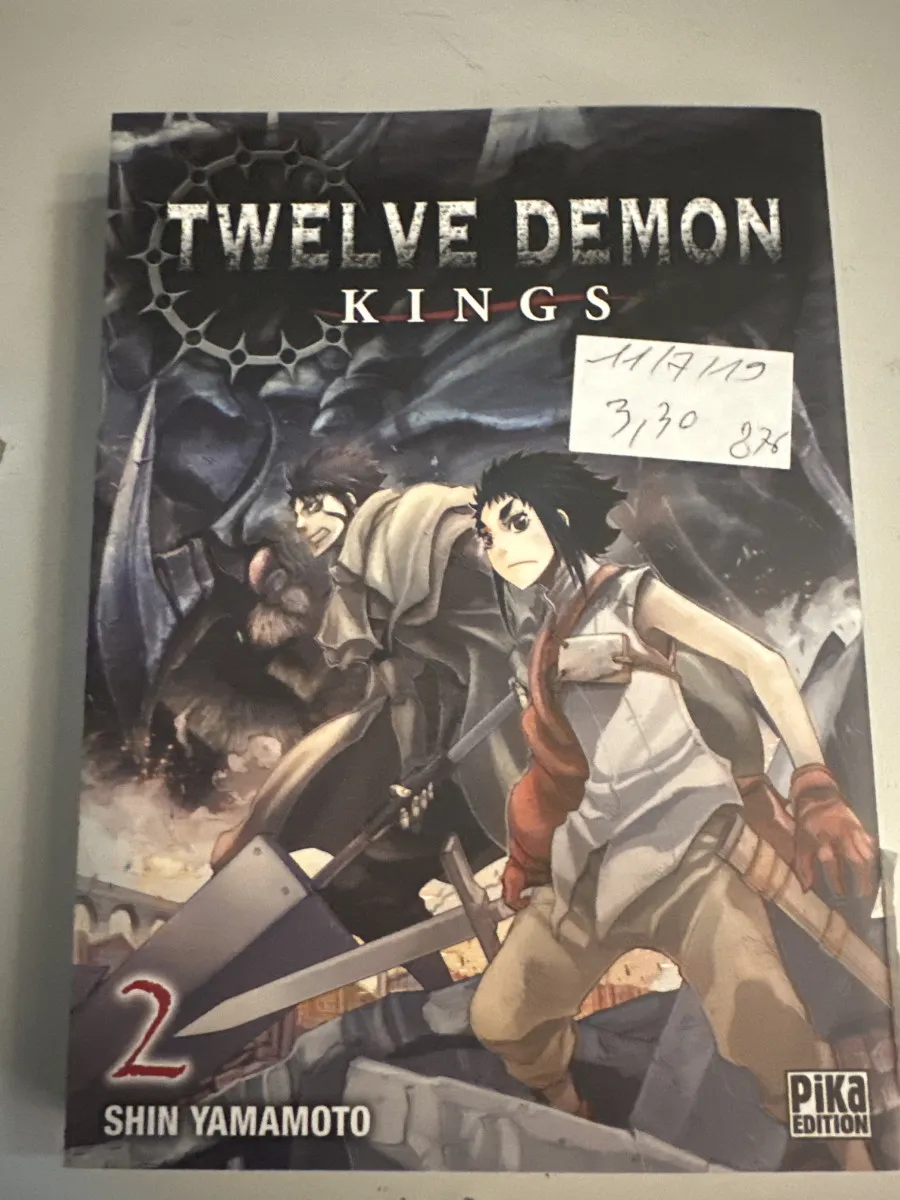 TWELVE DEMON
KINGS
11/7/19
3,30
876
2
SHIN YAMAMOTO
PIKA
EDITION